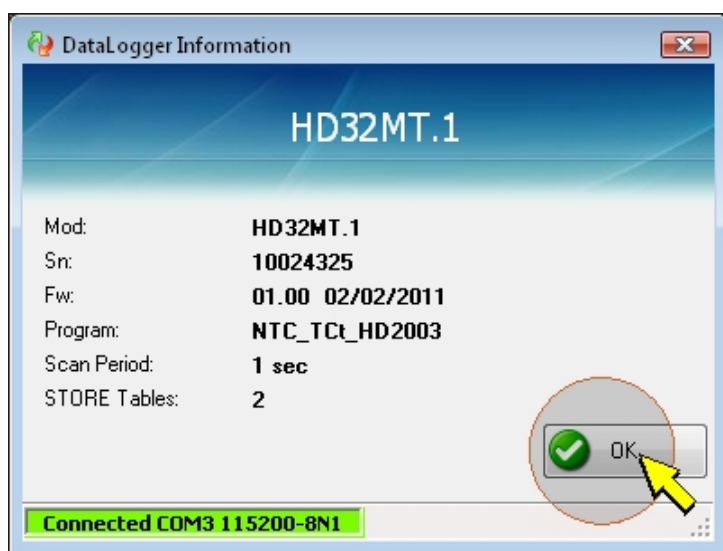 DataLogger Information
HD32MT.1
Mod: HD32MT.1
Sn: 10024325
Fw: 01.00 02/02/2011
Program: NTC_TCt_HD2003
Scan Period: 1 sec
STORE Tables: 2
OK
Connected COM3 115200-8N1